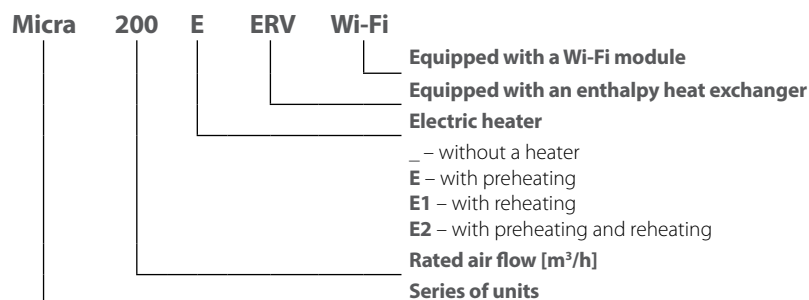 Micra 200 E ERV Wi-Fi
Equipped with a Wi-Fi module
Equipped with an enthalpy heat exchanger
Electric heater
_ – without a heater
E – with preheating
E1 – with reheating
E2 – with preheating and reheating
Rated air flow [m³/h]
Series of units